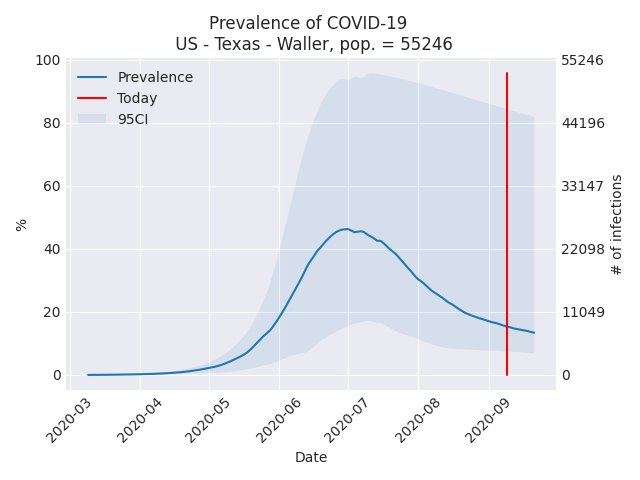 Prevalence of COVID-19
US - Texas - Waller, pop. = 55246
100
80
60
40
20
0
%
Prevalence
Today
95CI
55246
44196
33147
22098
11049
0
# of infections
2020-03
2020-04
2020-05
2020-06
2020-07
2020-08
2020-09
Date